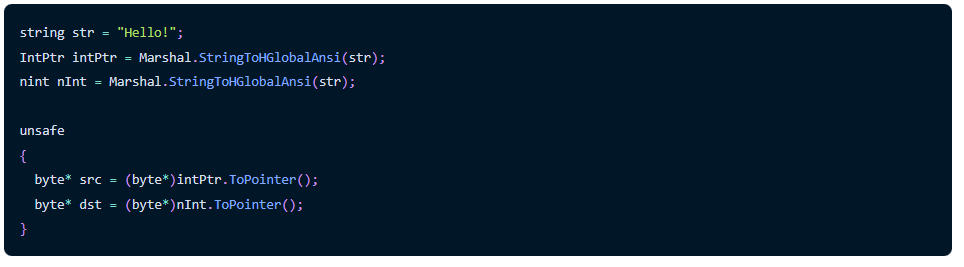 string str = "Hello!";
IntPtr intPtr = Marshal.StringToHGlobalAnsi(str);
nint nInt = Marshal.StringToHGlobalAnsi(str);

unsafe
{
  byte* src = (byte*)intPtr.ToPointer();
  byte* dst = (byte*)nInt.ToPointer();
}